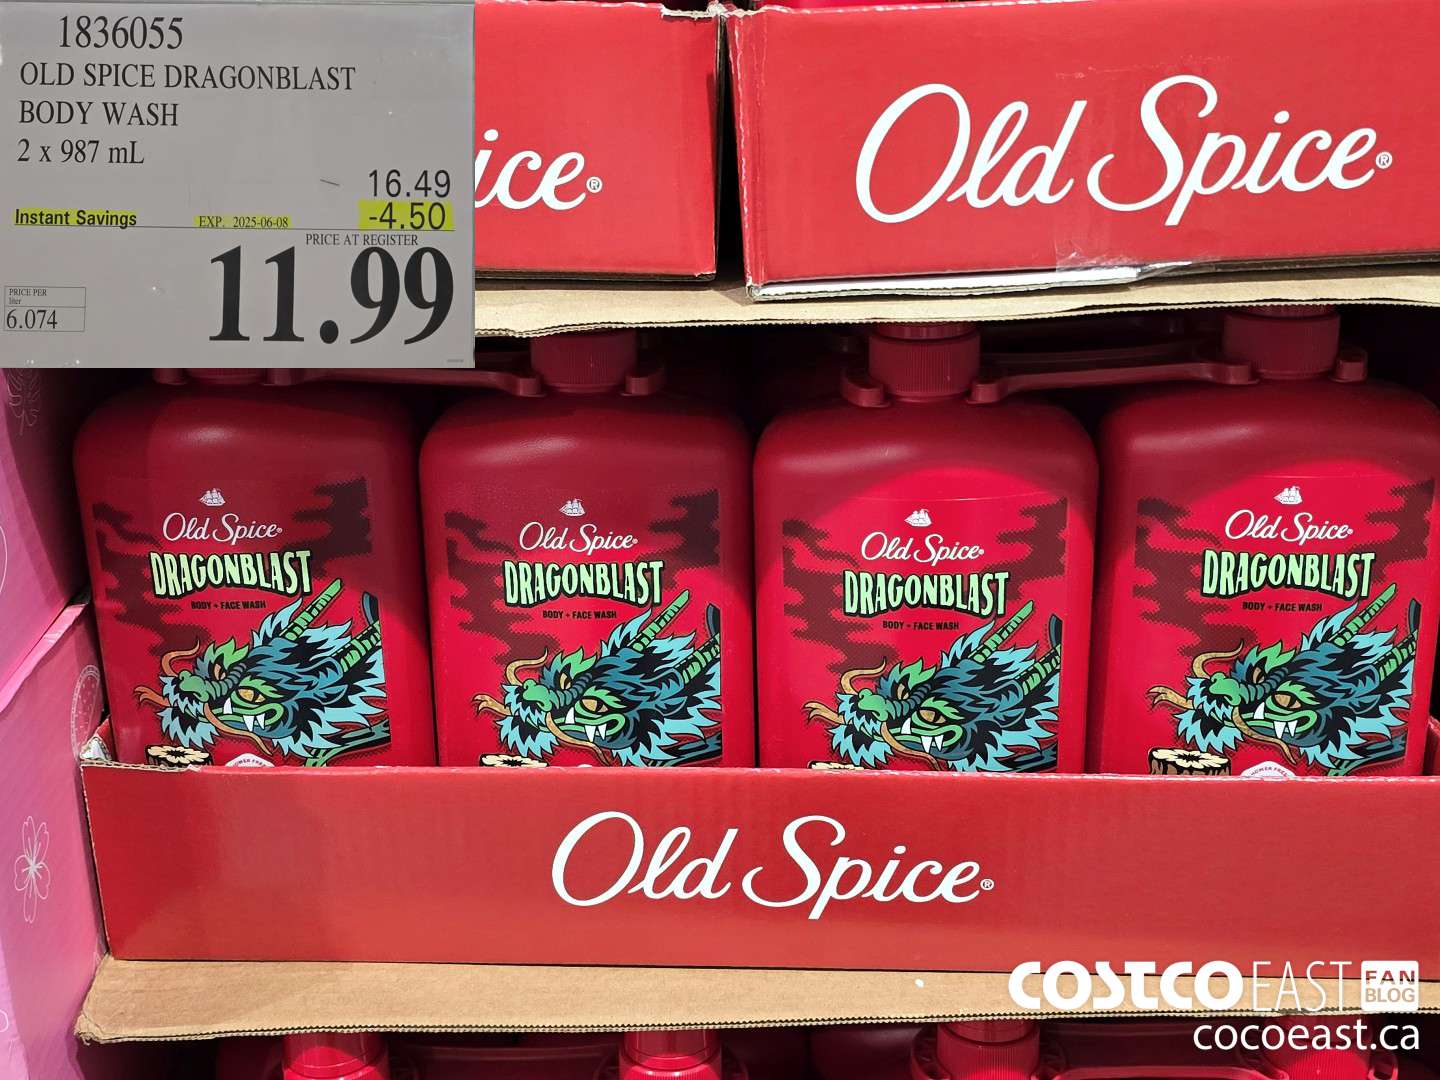 1836055
OLD SPICE DRAGONBLAST
BODY WASH
2 x 987 mL
16.49
Instant Savings EXP. 2025-06-08 -4.50
PRICE AT REGISTER
11.99
PRICE PER
liter
6.074
ice®
Old Spice®
Old Spice®
DRAGONBLAST
BODY + FACE WASH
Old Spice®
DRAGONBLAST
BODY + FACE WASH
Old Spice®
DRAGONBLAST
BODY + FACE WASH
Old Spice®
DRAGONBLAST
BODY + FACE WASH
Old Spice®
COSTCO EAST FAN
BLOG
cocoeast.ca